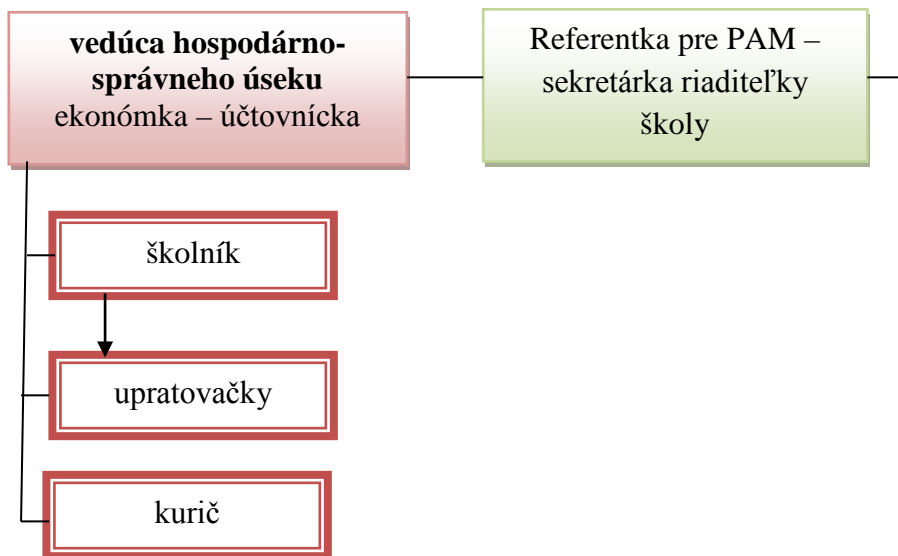 vedúca hospodárno-
správneho úseku
ekonómka – účtovnícka
Referentka pre PAM –
sekretárka riaditeľky
školy
školník
upratovačky
kurič